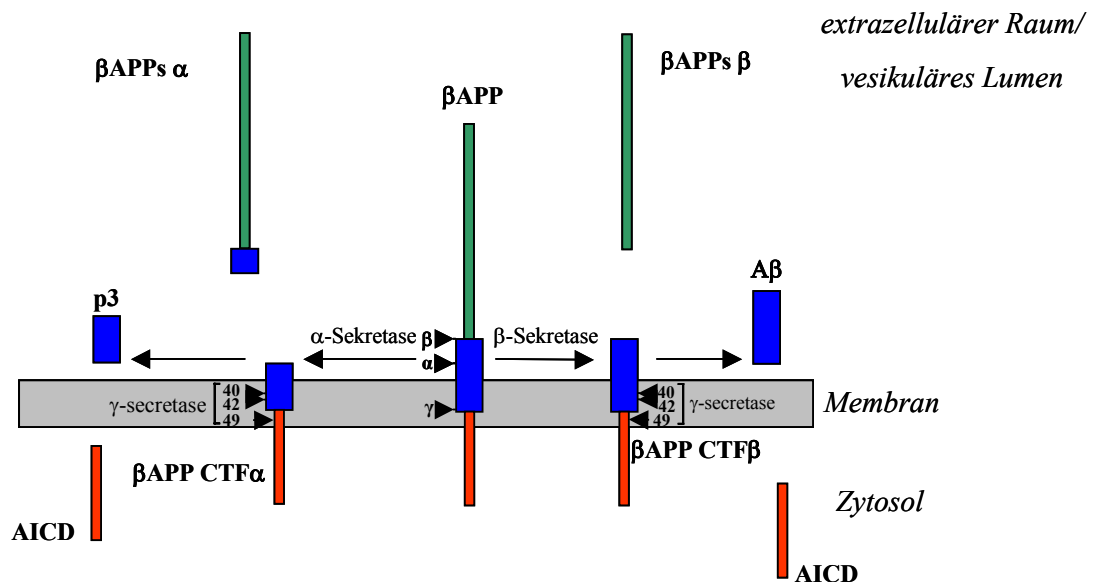 extrazellulärer Raum/
vesikuläres Lumen
βAPPs α
βAPPs β
βAPP
Aβ
p3
α-Sekretase
β
β-Sekretase
α
γ-secretase
40
42
49
γ
40
42
49
γ-secretase
Membran
βAPP CTFα
βAPP CTFβ
Zytosol
AICD
AICD